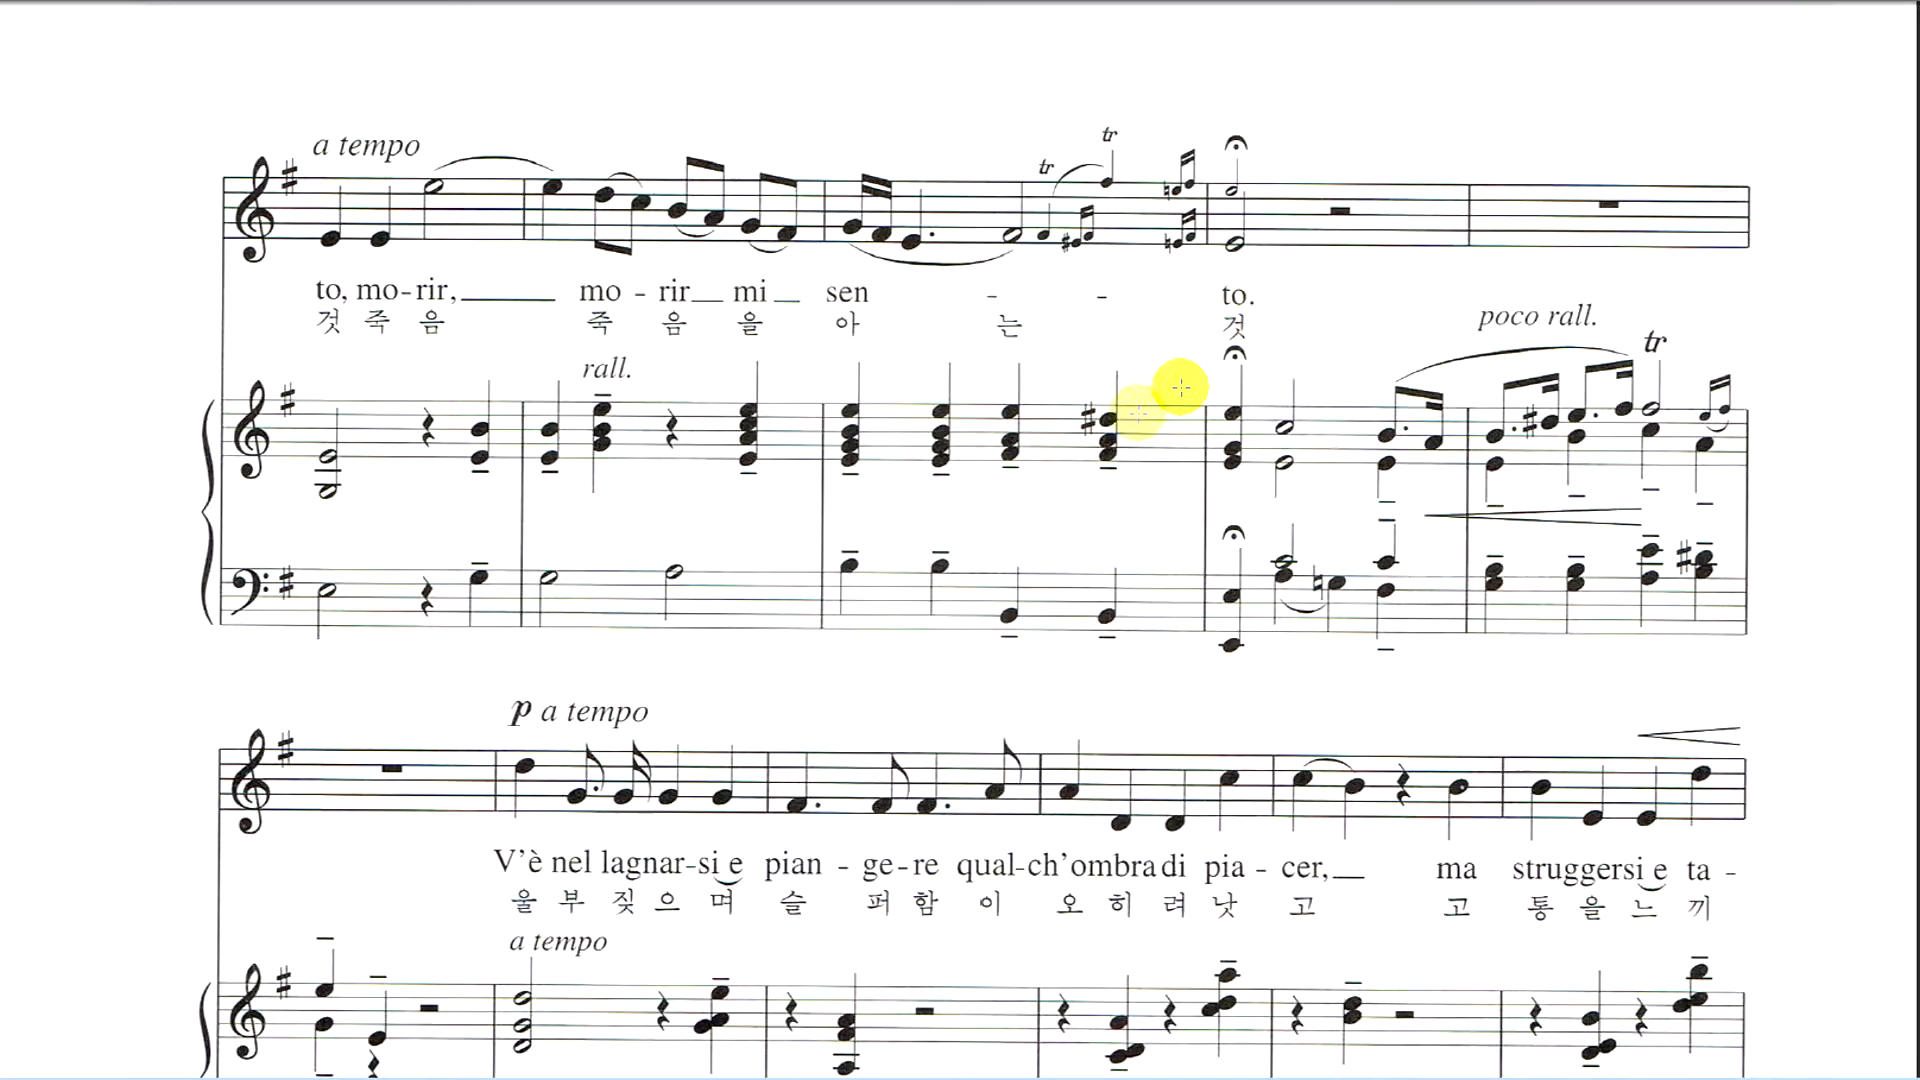 a tempo
tr
tr
to, mo-rir, mo - rir mi sen - - to.
것 죽 음 죽 음 을 아 는 것
poco rall.
tr
rall.
p a tempo
V'è nel lagnar-si e pian - ge-re qual-ch'ombra di pia - cer, ma struggersi e ta -
울 부 짖 으 며 슬 퍼 함 이 오 히 려 낫 고 고 통 을 느 끼
a tempo